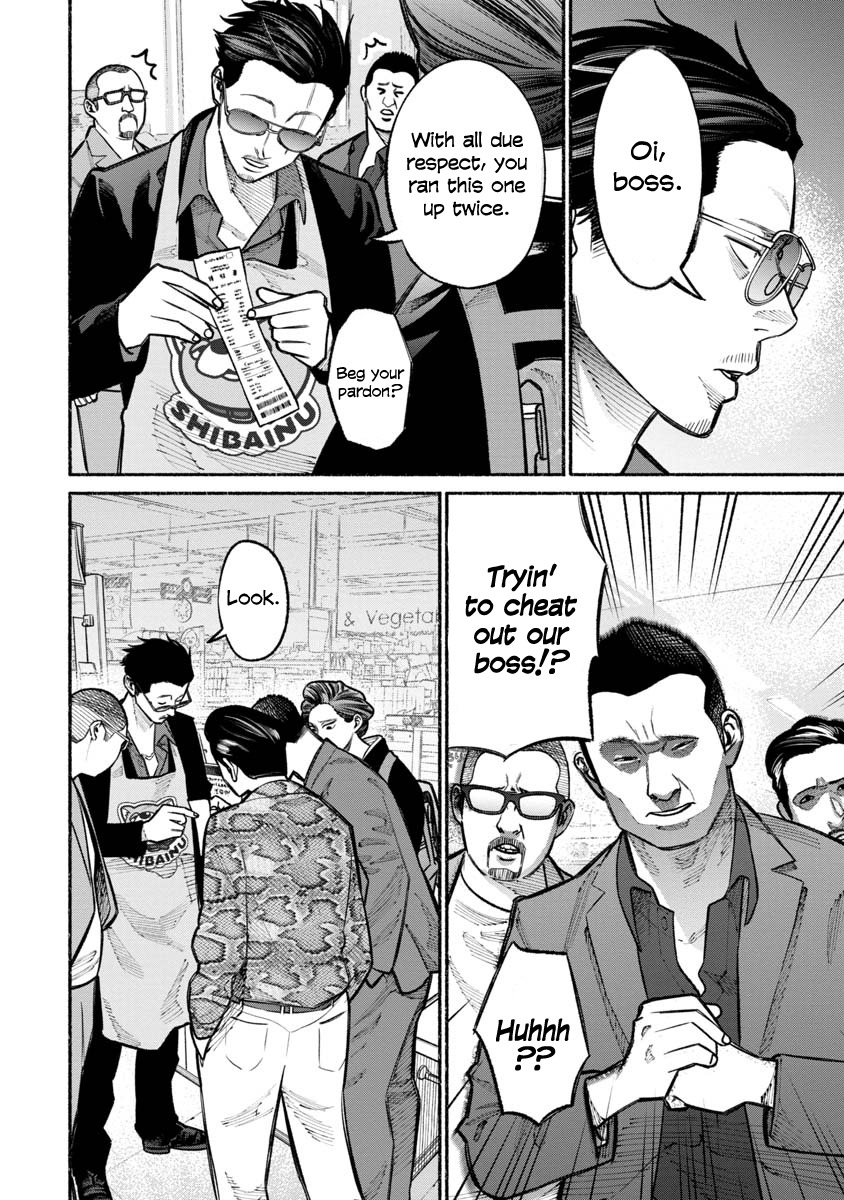 Oi,
boss.
With all due
respect, you
ran this one
up twice.
Beg your
pardon?
SHIBAINU
Tryin'
to cheat
out our
boss!?
Huhhh
??
Look.
& Vegeta
SHIBAINU